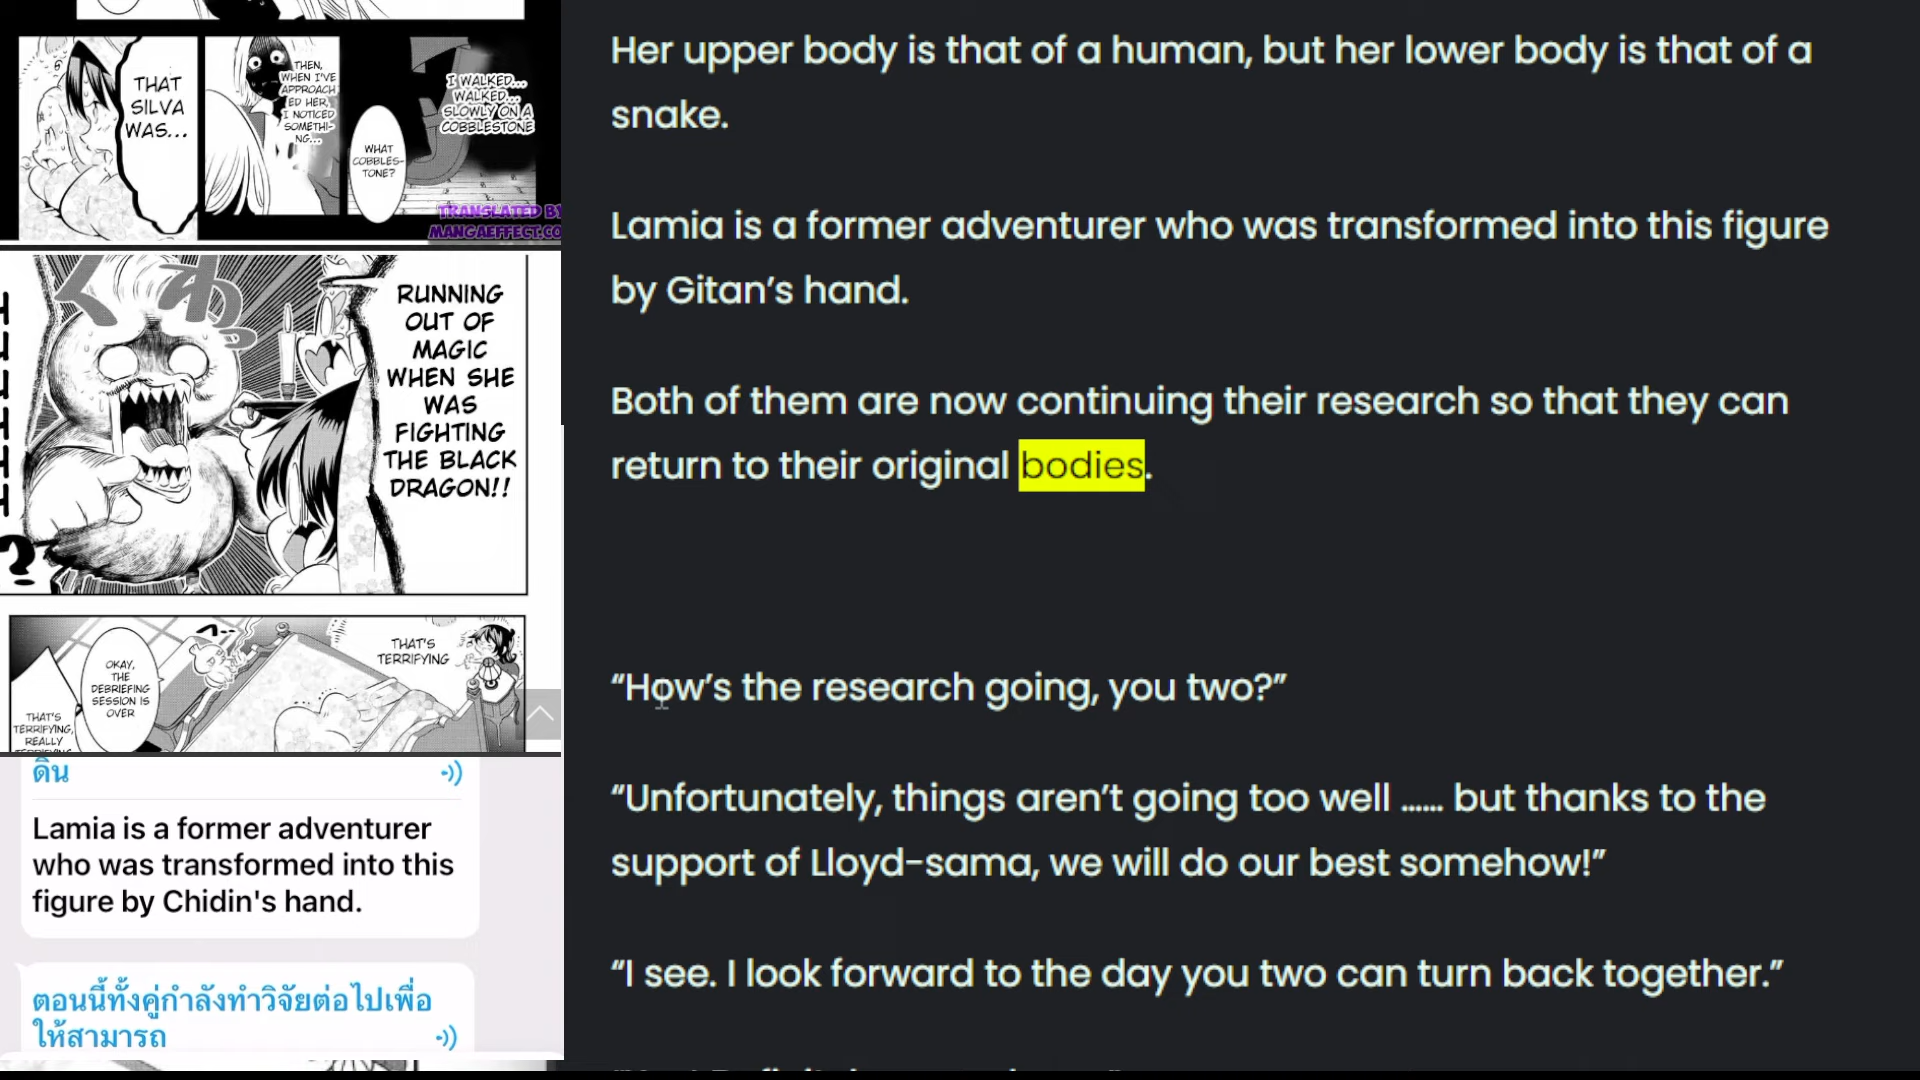 THAT
SILVA
WAS...
THEN,
WHEN I'VE
APPROACH
ED HER,
I NOTICED
SOMETHI-
NG...
WHAT
COBBLES-
TONE?
I WALKED...
WALKED...
SLOWLY ON A
COBBLESTONE
TRANSLATED BY
MANGAEFFECT.CO
RUNNING
OUT OF
MAGIC
WHEN SHE
WAS
FIGHTING
THE BLACK
DRAGON!!
THAT'S
TERRIFYING
OKAY,
THE
DEBRIEFING
SESSION IS
OVER
THAT'S
TERRIFYING,
REALLY
ดิน
Lamia is a former adventurer
who was transformed into this
figure by Chidin's hand.
ตอนนี้ทั้งคู่กำลังทำวิจัยต่อไปเพื่อ
ให้สามารถ
Her upper body is that of a human, but her lower body is that of a
snake.
Lamia is a former adventurer who was transformed into this figure
by Gitan’s hand.
Both of them are now continuing their research so that they can
return to their original bodies.
“How’s the research going, you two?”
“Unfortunately, things aren’t going too well …… but thanks to the
support of Lloyd-sama, we will do our best somehow!”
“I see. I look forward to the day you two can turn back together.”